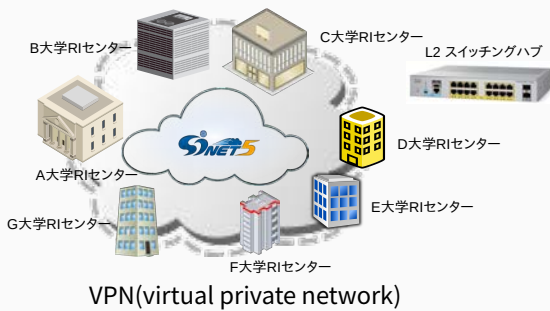 B大学RIセンター
C大学RIセンター
L2 スイッチングハブ
SINET5
D大学RIセンター
A大学RIセンター
E大学RIセンター
G大学RIセンター
F大学RIセンター
VPN(virtual private network)